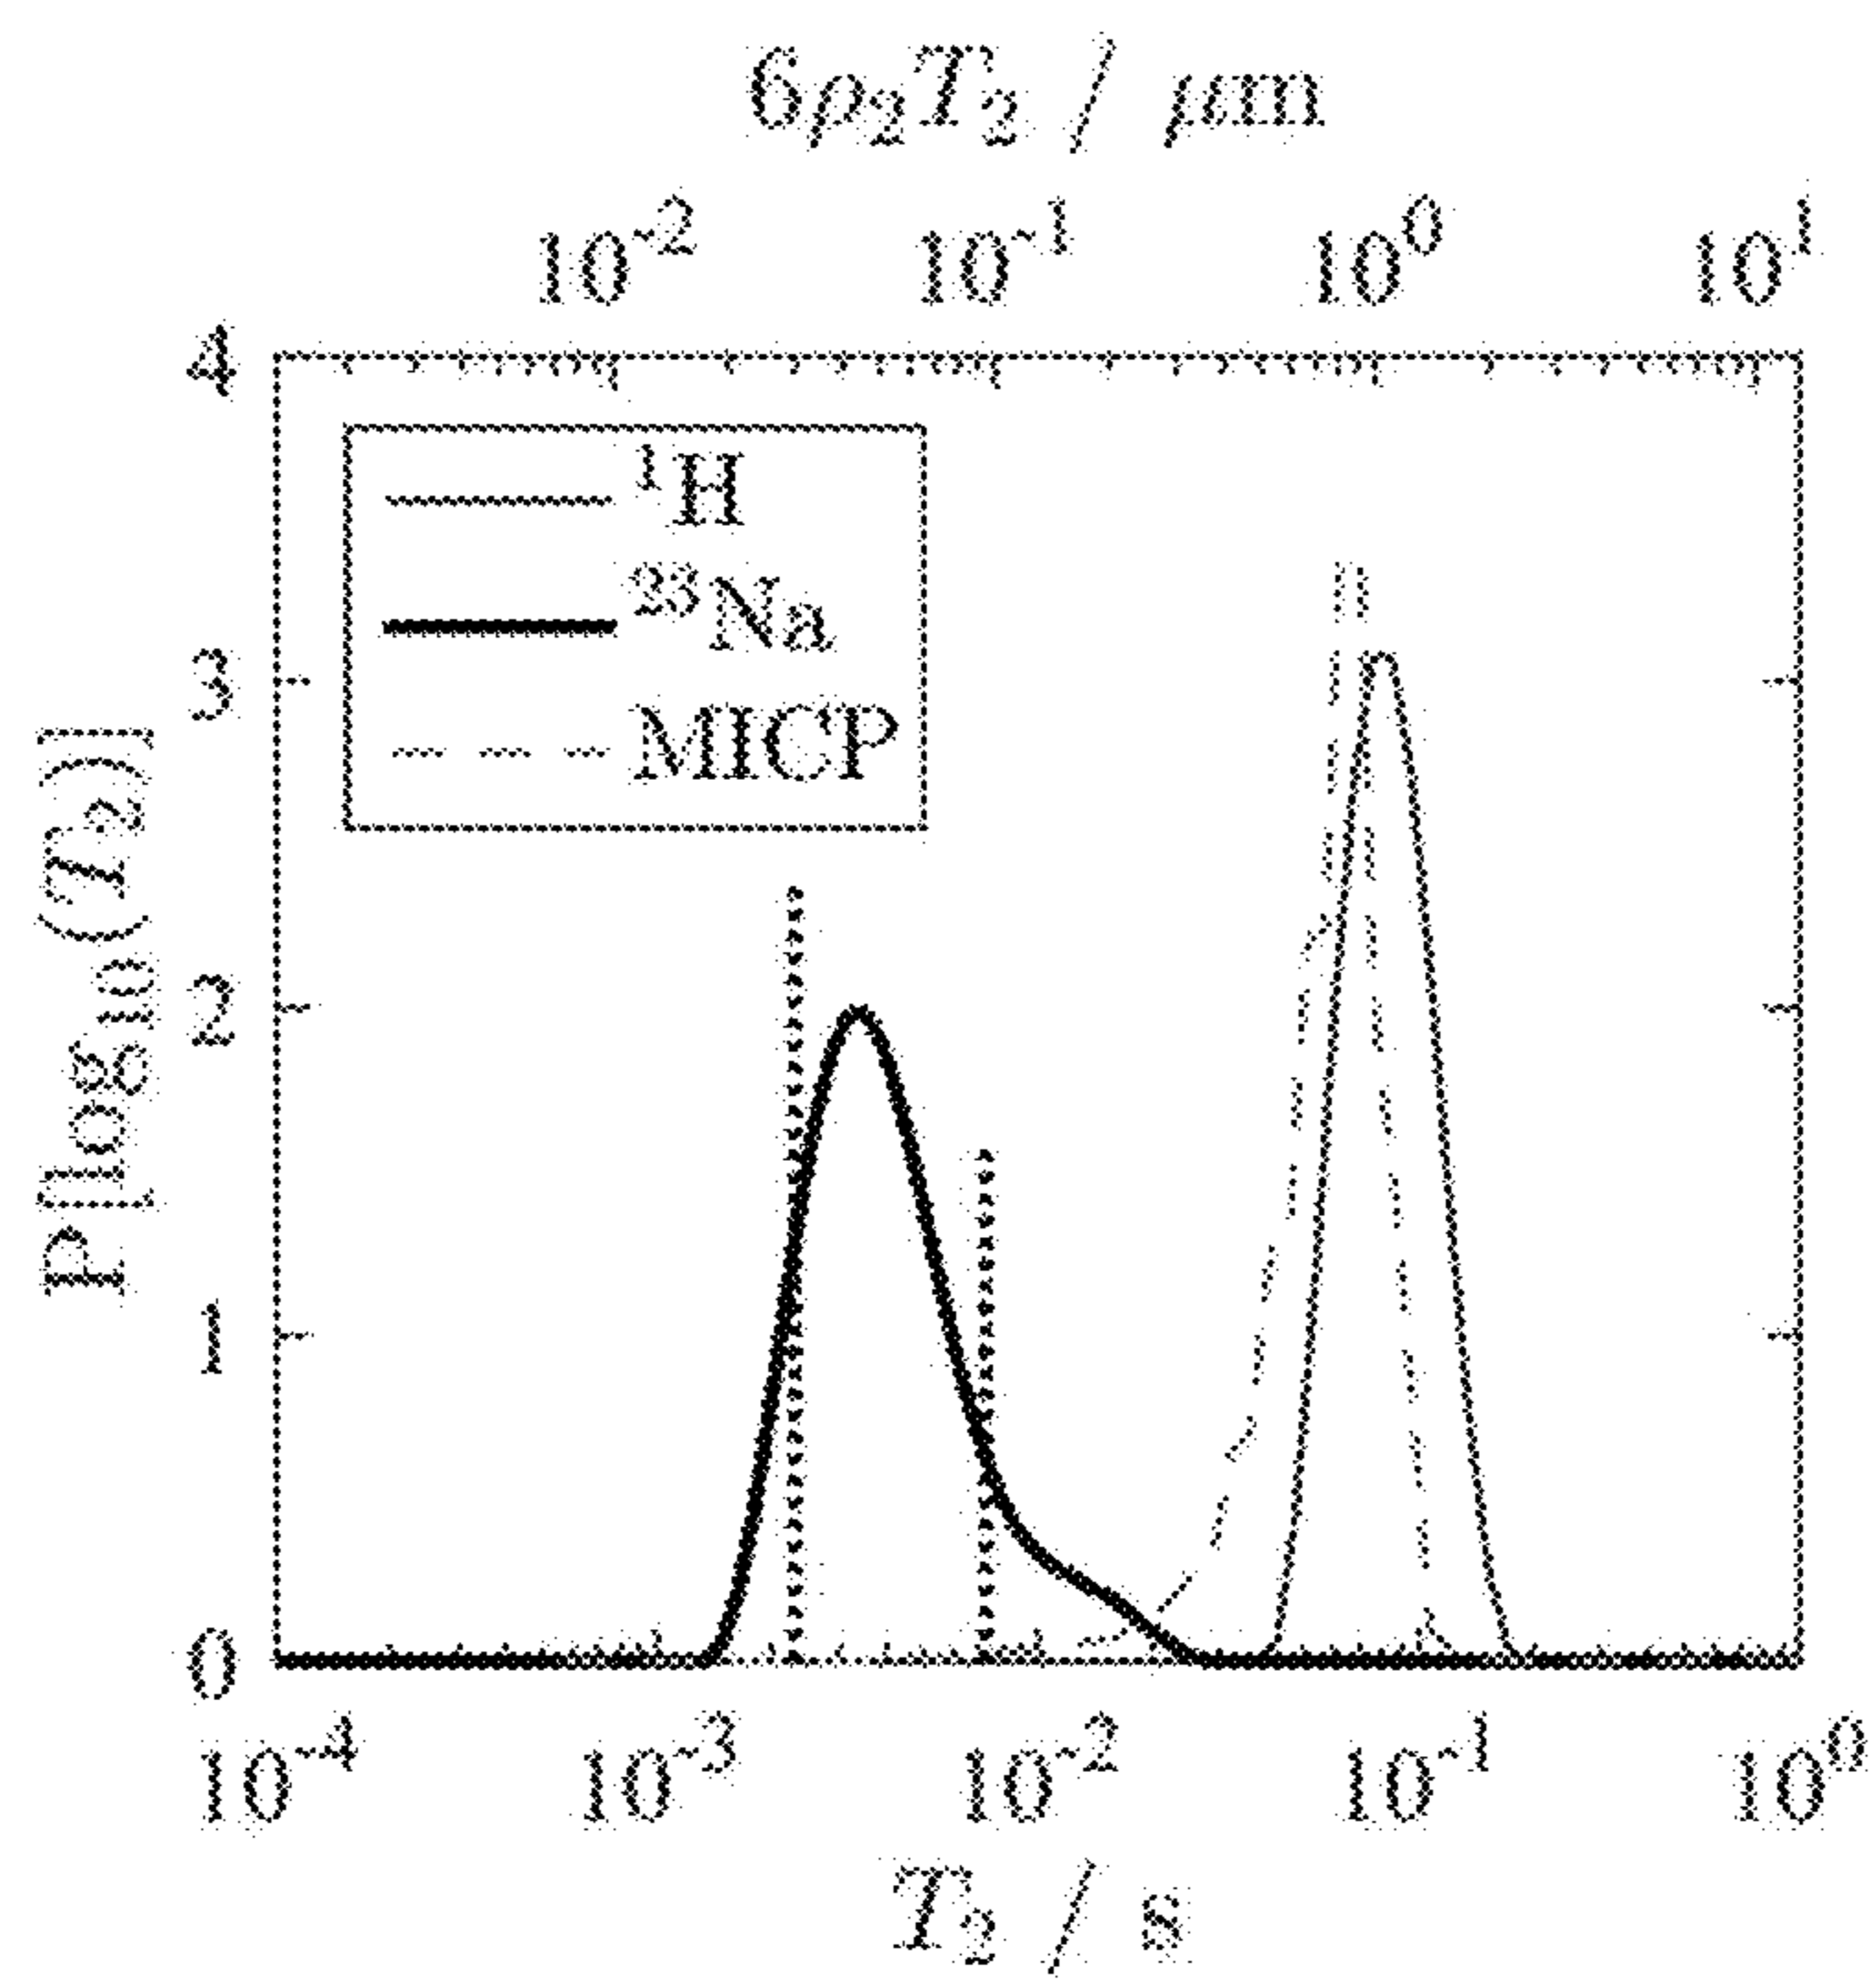 6ρ₂T₂ / μm
10⁻² 10⁻¹ 10⁰ 10¹
4
3
2
1
0
P[log₁₀(T₂)]
¹H
²³Na
MICP
10⁻⁴ 10⁻³ 10⁻² 10⁻¹ 10⁰
T₂ / s